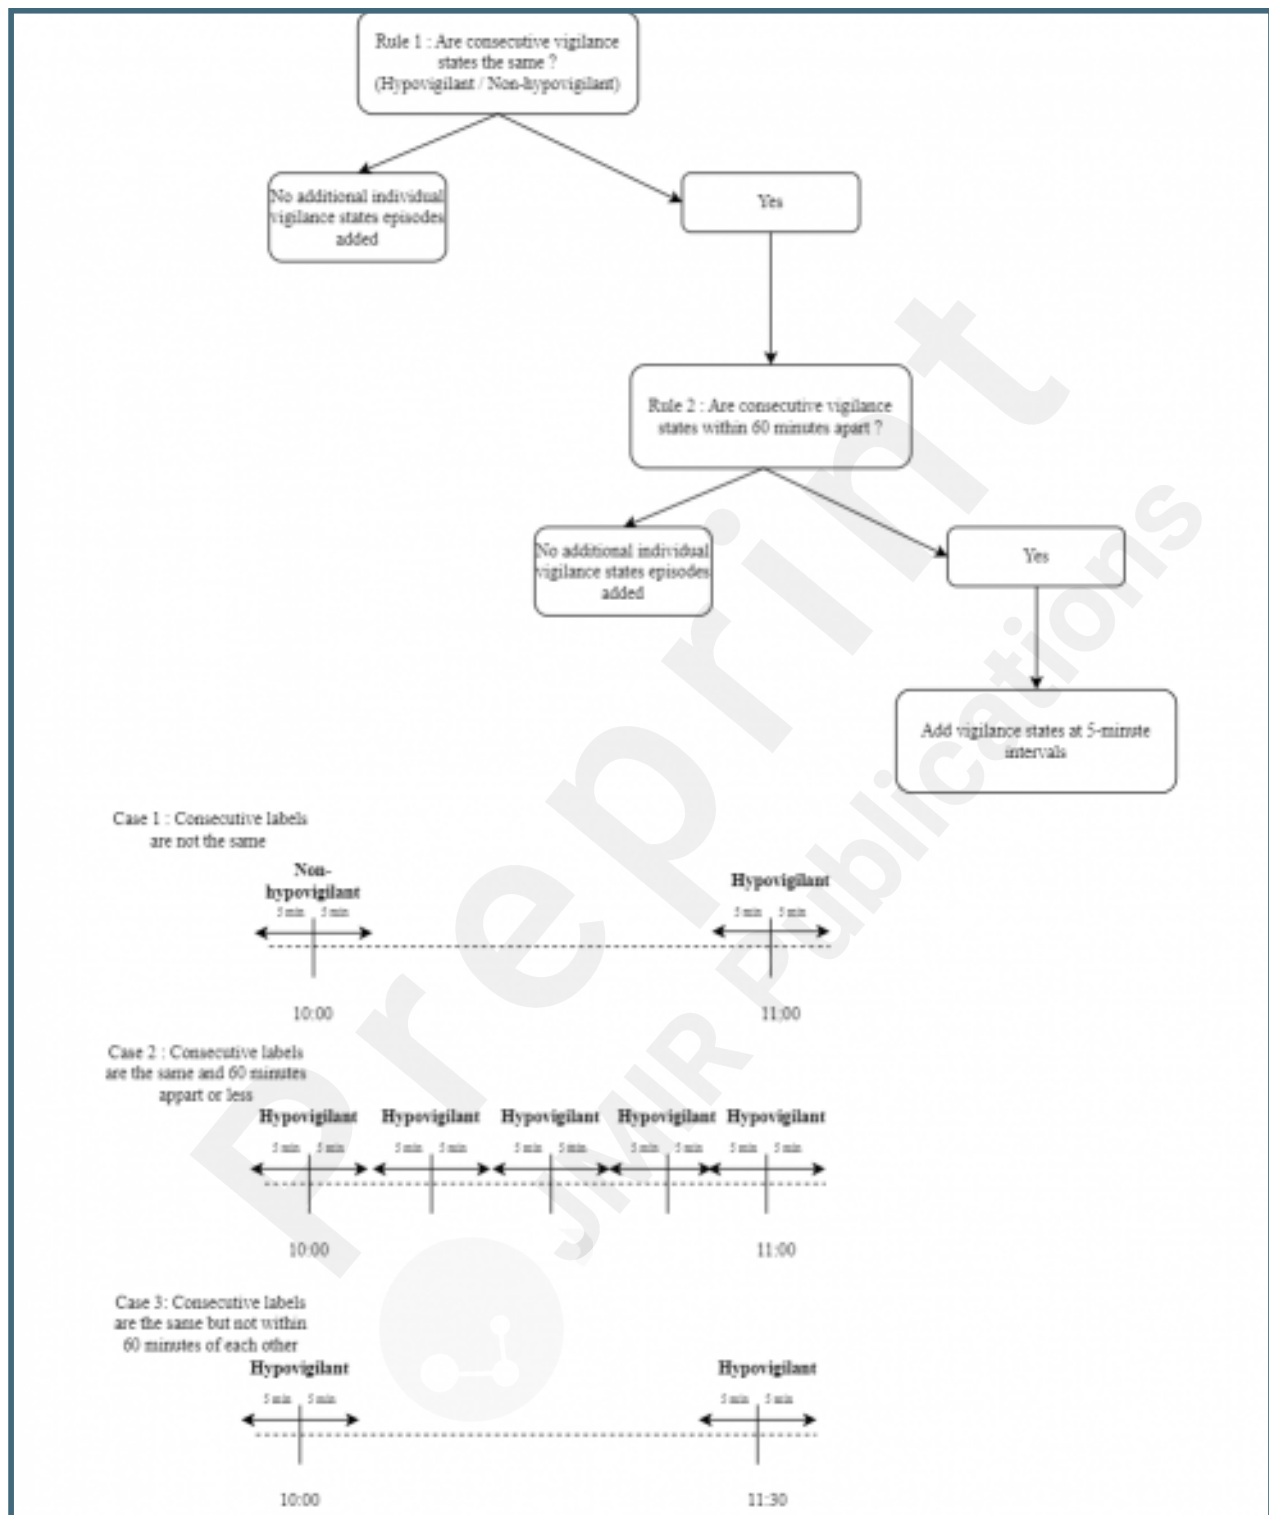 Rule 1 : Are consecutive vigilance
states the same ?
(Hypovigilant / Non-hypovigilant)
No additional individual
vigilance states episodes
added
Yes
Rule 2 : Are consecutive vigilance
states within 60 minutes apart ?
No additional individual
vigilance states episodes
added
Yes
Add vigilance states at 5-minute
intervals
Case 1 : Consecutive labels
are not the same
Non-
hypovigilant
Hypovigilant
5 min 5 min 5 min 5 min
10:00 11:00
Case 2 : Consecutive labels
are the same and 60 minutes
appart or less
Hypovigilant Hypovigilant Hypovigilant Hypovigilant Hypovigilant
5 min 5 min 5 min 5 min 5 min 5 min 5 min 5 min 5 min 5 min
10:00 11:00
Case 3: Consecutive labels
are the same but not within
60 minutes of each other
Hypovigilant Hypovigilant
5 min 5 min 5 min 5 min
10:00 11:30
Preprint
JMIR Publications